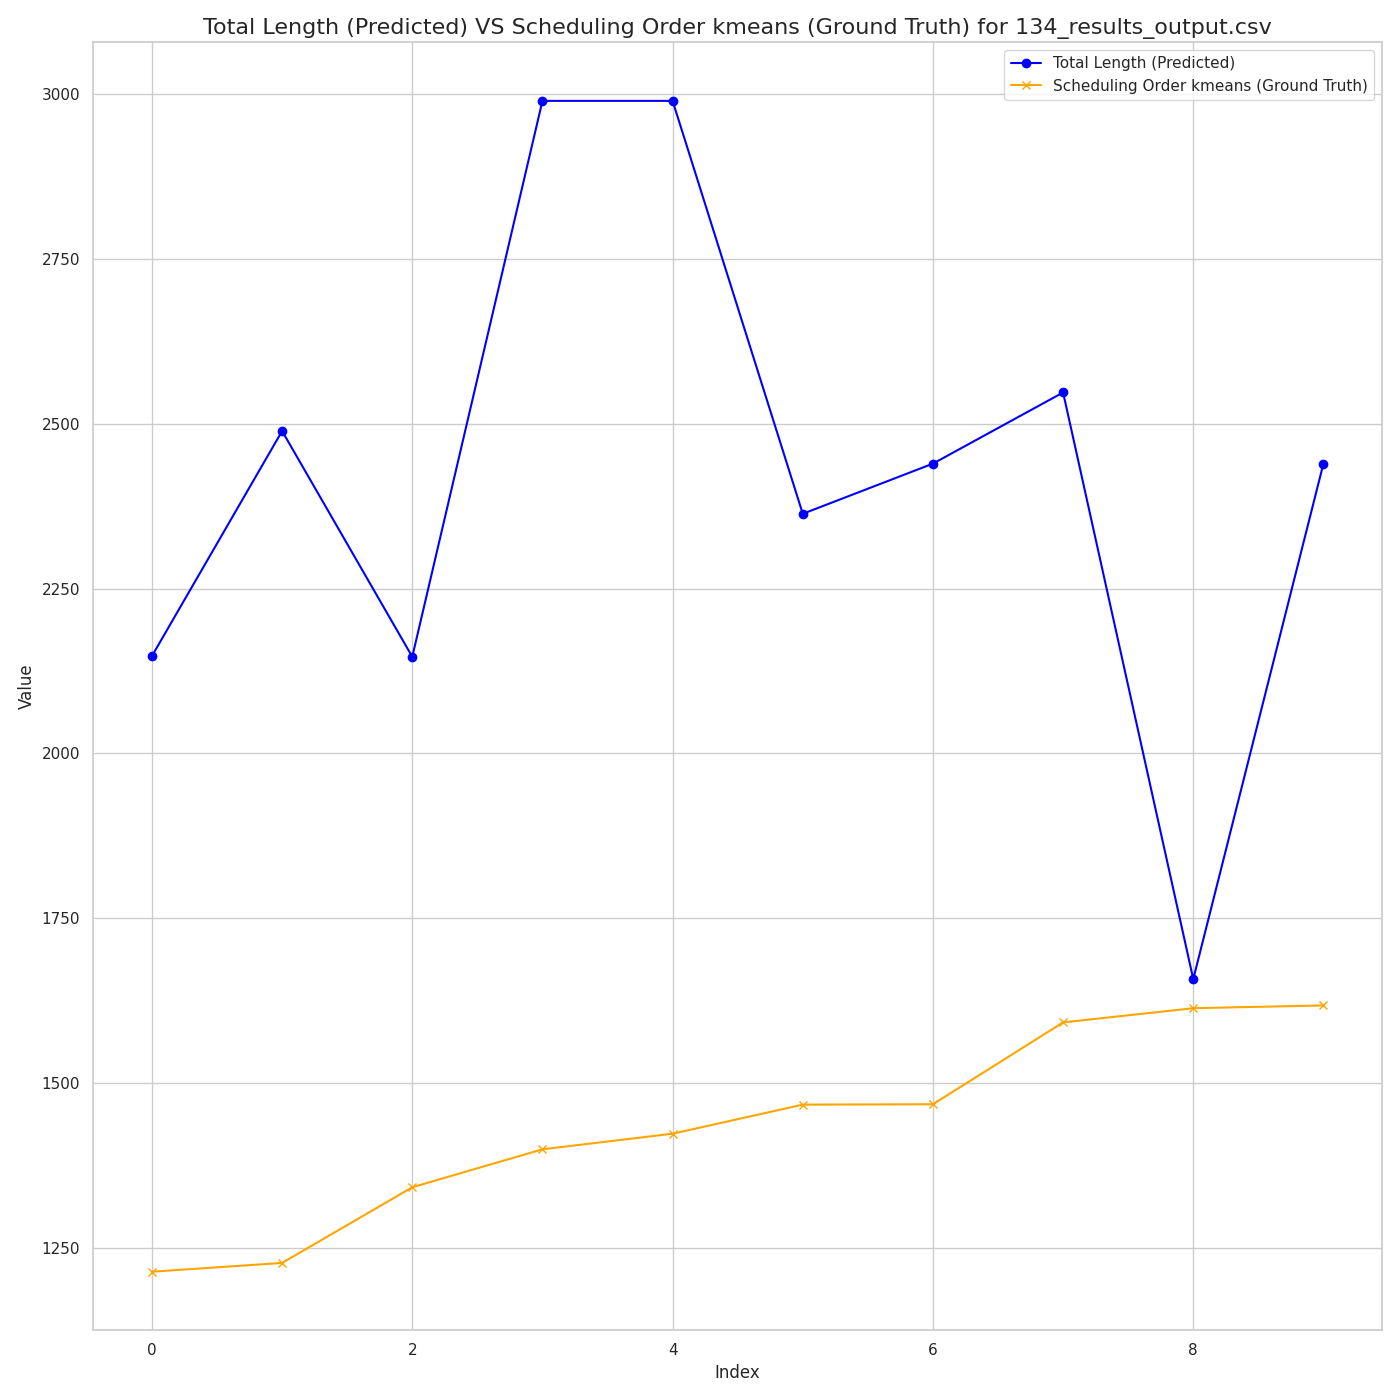 Total Length (Predicted) VS Scheduling Order kmeans (Ground Truth) for 134_results_output.csv
Total Length (Predicted)
Scheduling Order kmeans (Ground Truth)
3000
2750
2500
2250
2000
1750
1500
1250
Value
0 2 4 6 8
Index